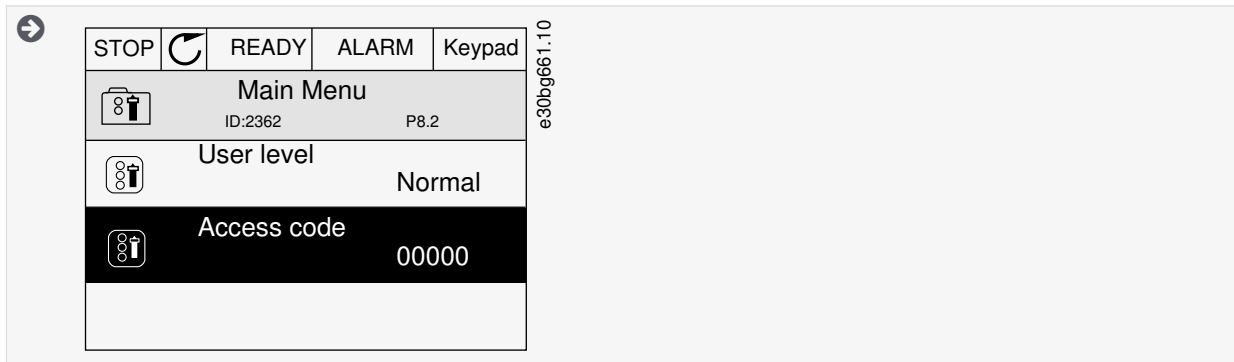 STOP READY ALARM Keypad
Main Menu
ID:2362 P8.2
User level
Normal
Access code
00000
e30bg661.10